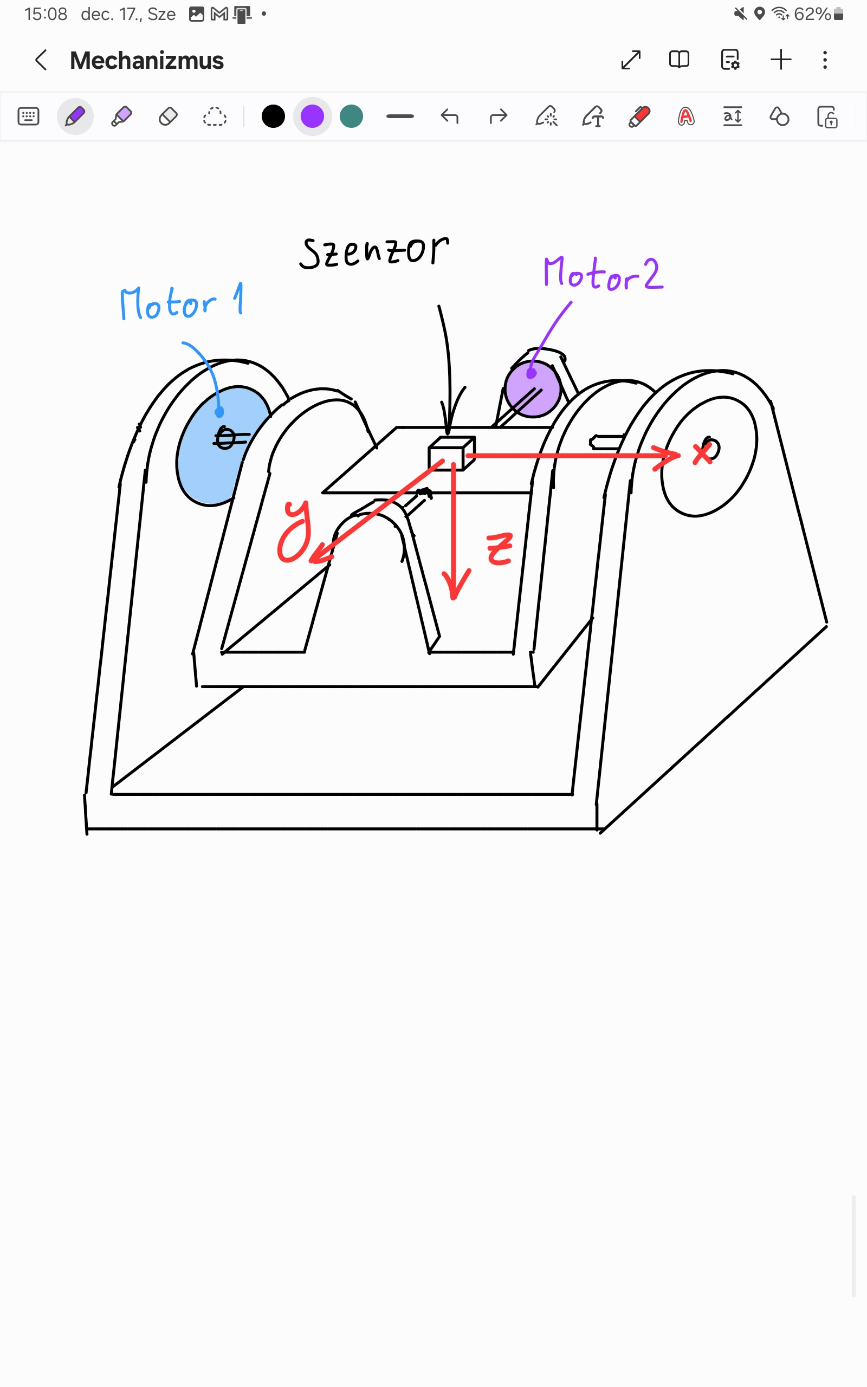 15:08 dec. 17., Sze
62%
Mechanizmus
Szenzor
Motor 1
Motor2
x
y
z